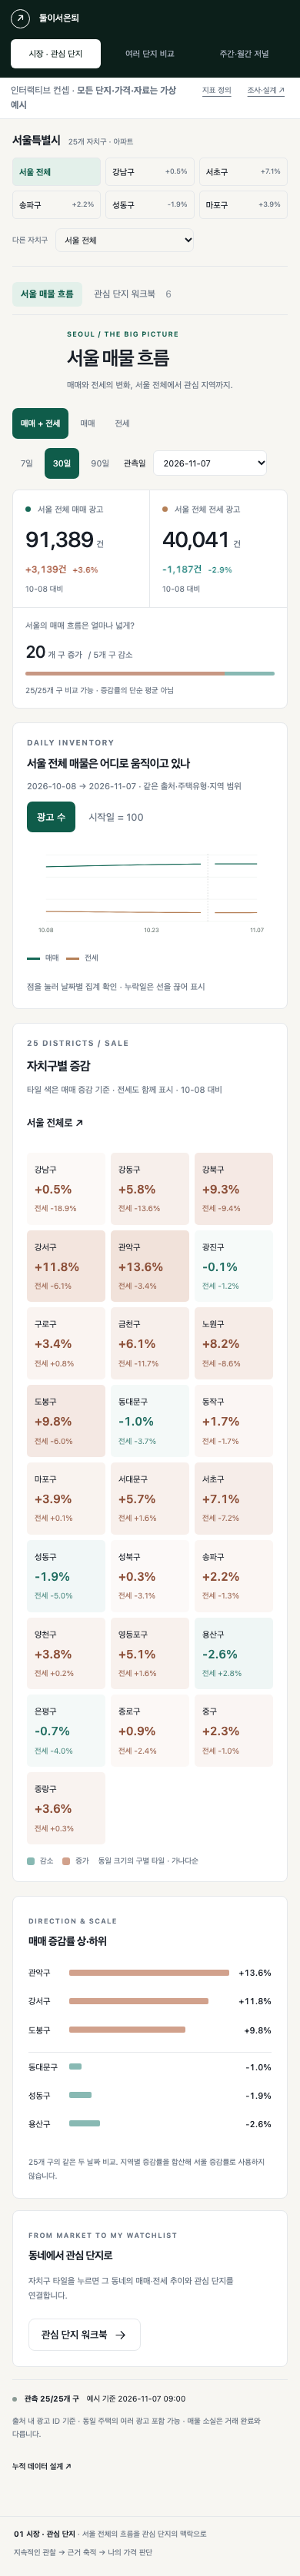 둘이서은퇴
시장 · 관심 단지
여러 단지 비교
주간·월간 저널
인터랙티브 컨셉 · 모든 단지·가격·자료는 가상 예시
지표 정의
조사·설계 ↗
서울특별시 25개 자치구 · 아파트
서울 전체
강남구 +0.5%
서초구 +7.1%
송파구 +2.2%
성동구 -1.9%
마포구 +3.9%
다른 자치구 서울 전체
서울 매물 흐름
관심 단지 워크북 6
SEOUL / THE BIG PICTURE
서울 매물 흐름
매매와 전세의 변화, 서울 전체에서 관심 지역까지.
매매 + 전세 매매 전세
7일 30일 90일 관측일 2026-11-07
서울 전체 매매 광고
91,389 건
+3,139건 +3.6%
10-08 대비
서울 전체 전세 광고
40,041 건
-1,187건 -2.9%
10-08 대비
서울의 매매 흐름은 얼마나 넓게?
20 개 구 증가 / 5개 구 감소
25/25개 구 비교 가능 · 증감률의 단순 평균 아님
DAILY INVENTORY
서울 전체 매물은 어디로 움직이고 있나
2026-10-08 → 2026-11-07 · 같은 출처·주택유형·지역 범위
광고 수 시작일 = 100
10.08 10.23 11.07
매매 전세
점을 눌러 날짜별 집계 확인 · 누락일은 선을 끊어 표시
25 DISTRICTS / SALE
자치구별 증감
타일 색은 매매 증감 기준 · 전세도 함께 표시 · 10-08 대비
서울 전체로 ↗
강남구
+0.5%
전세 -18.9%
강동구
+5.8%
전세 -13.6%
강북구
+9.3%
전세 -9.4%
강서구
+11.8%
전세 -6.1%
관악구
+13.6%
전세 -3.4%
광진구
-0.1%
전세 -1.2%
구로구
+3.4%
전세 +0.8%
금천구
+6.1%
전세 -11.7%
노원구
+8.2%
전세 -8.6%
도봉구
+9.8%
전세 -6.0%
동대문구
-1.0%
전세 -3.7%
동작구
+1.7%
전세 -1.7%
마포구
+3.9%
전세 +0.1%
서대문구
+5.7%
전세 +1.6%
서초구
+7.1%
전세 -7.2%
성동구
-1.9%
전세 -5.0%
성북구
+0.3%
전세 -3.1%
송파구
+2.2%
전세 -1.3%
양천구
+3.8%
전세 +0.2%
영등포구
+5.1%
전세 +1.6%
용산구
-2.6%
전세 +2.8%
은평구
-0.7%
전세 -4.0%
종로구
+0.9%
전세 -2.4%
중구
+2.3%
전세 -1.0%
중랑구
+3.6%
전세 +0.3%
감소 증가 동일 크기의 구별 타일 · 가나다순
DIRECTION & SCALE
매매 증감률 상·하위
관악구 +13.6%
강서구 +11.8%
도봉구 +9.8%
동대문구 -1.0%
성동구 -1.9%
용산구 -2.6%
25개 구의 같은 두 날짜 비교. 지역별 증감률을 합산해 서울 증감률로 사용하지
않습니다.
FROM MARKET TO MY WATCHLIST
동네에서 관심 단지로
자치구 타일을 누르면 그 동네의 매매·전세 추이와 관심 단지를
연결합니다.
관심 단지 워크북 →
관측 25/25개 구 예시 기준 2026-11-07 09:00
출처 내 광고 ID 기준 · 동일 주택의 여러 광고 포함 가능 · 매물 소실은 거래 완료와
다릅니다.
누적 데이터 설계 ↗
01 시장 · 관심 단지 · 서울 전체의 흐름을 관심 단지의 맥락으로
지속적인 관찰 → 근거 축적 → 나의 가격 판단